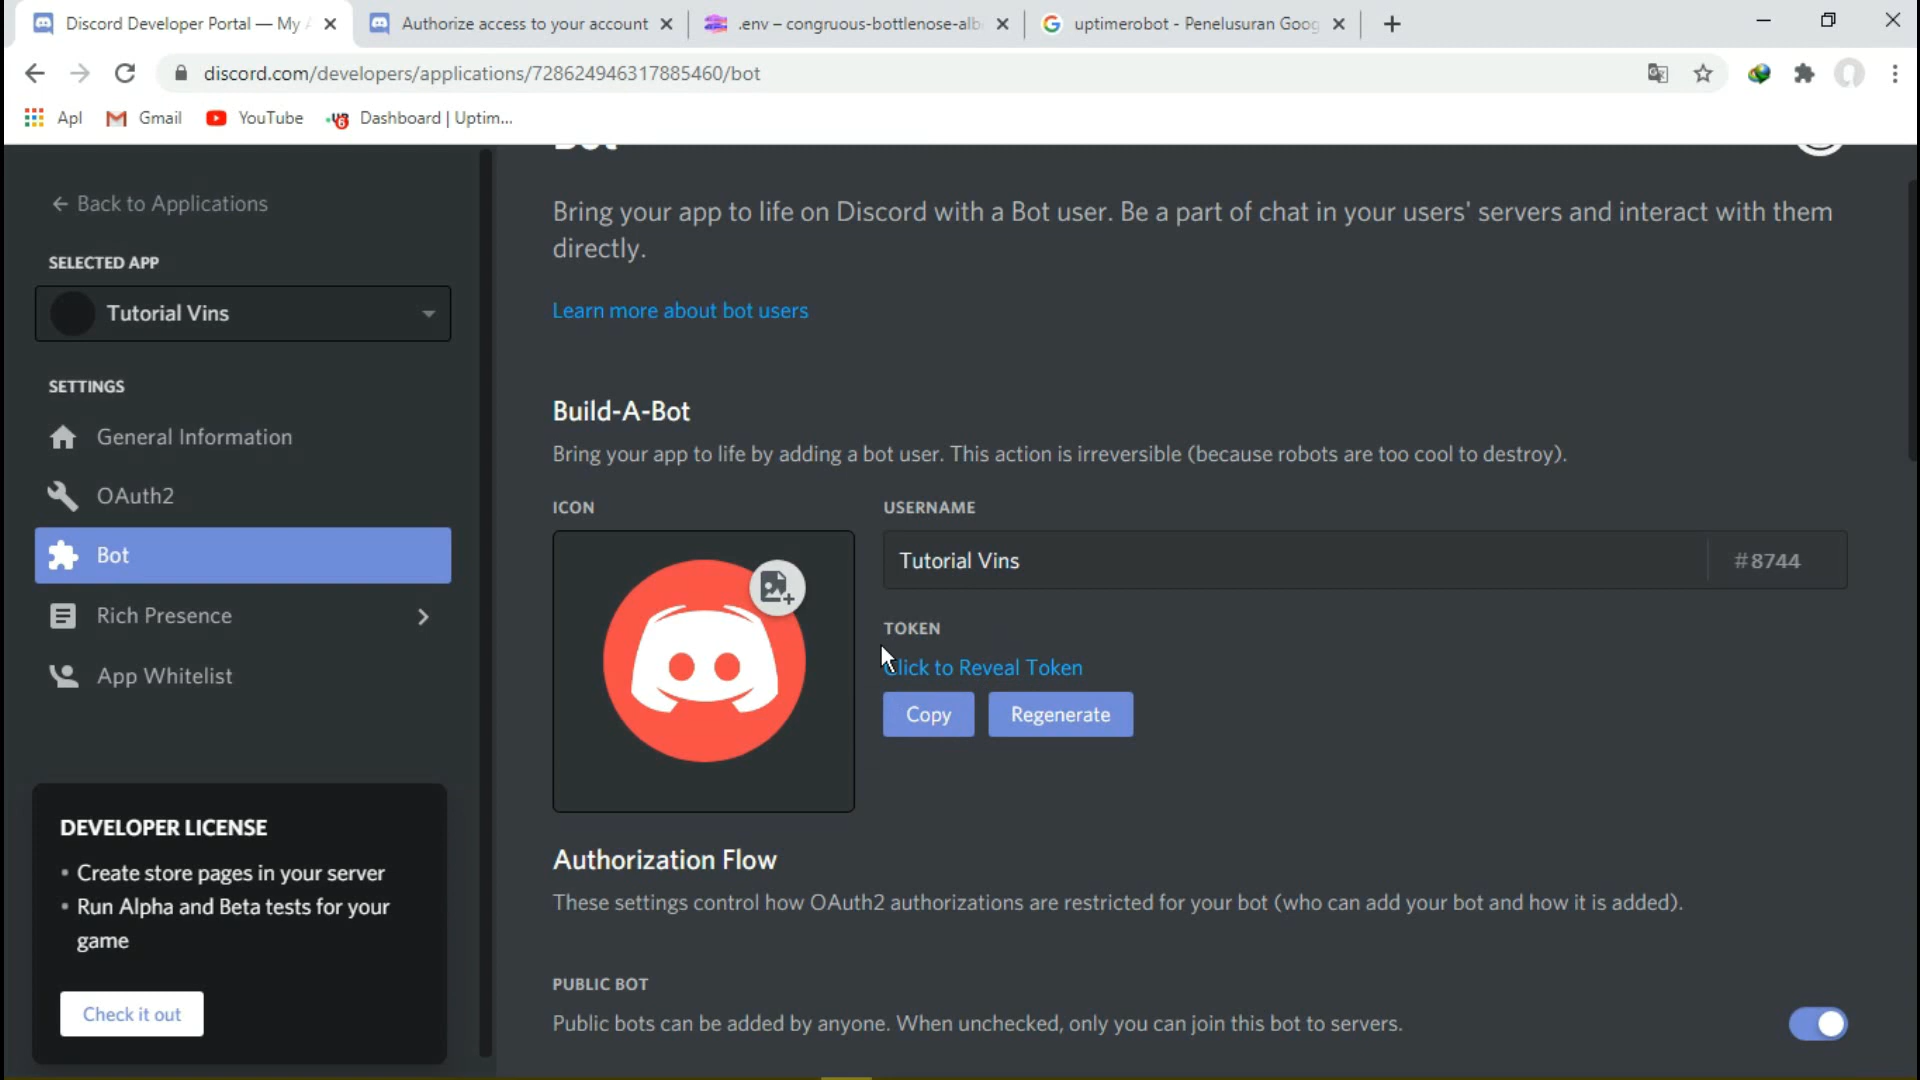 Discord Developer Portal — My A
Authorize access to your account
.env – congruous-bottlenose-alb
uptimerobot - Penelusuran Goog
discord.com/developers/applications/728624946317885460/bot
Apl
Gmail
YouTube
Dashboard | Uptim...
Back to Applications
SELECTED APP
Tutorial Vins
SETTINGS
General Information
OAuth2
Bot
Rich Presence
App Whitelist
DEVELOPER LICENSE
• Create store pages in your server
• Run Alpha and Beta tests for your
game
Check it out
Bot
Bring your app to life on Discord with a Bot user. Be a part of chat in your users' servers and interact with them
directly.
Learn more about bot users
Build-A-Bot
Bring your app to life by adding a bot user. This action is irreversible (because robots are too cool to destroy).
ICON
USERNAME
Tutorial Vins
#8744
TOKEN
Click to Reveal Token
Copy
Regenerate
Authorization Flow
These settings control how OAuth2 authorizations are restricted for your bot (who can add your bot and how it is added).
PUBLIC BOT
Public bots can be added by anyone. When unchecked, only you can join this bot to servers.